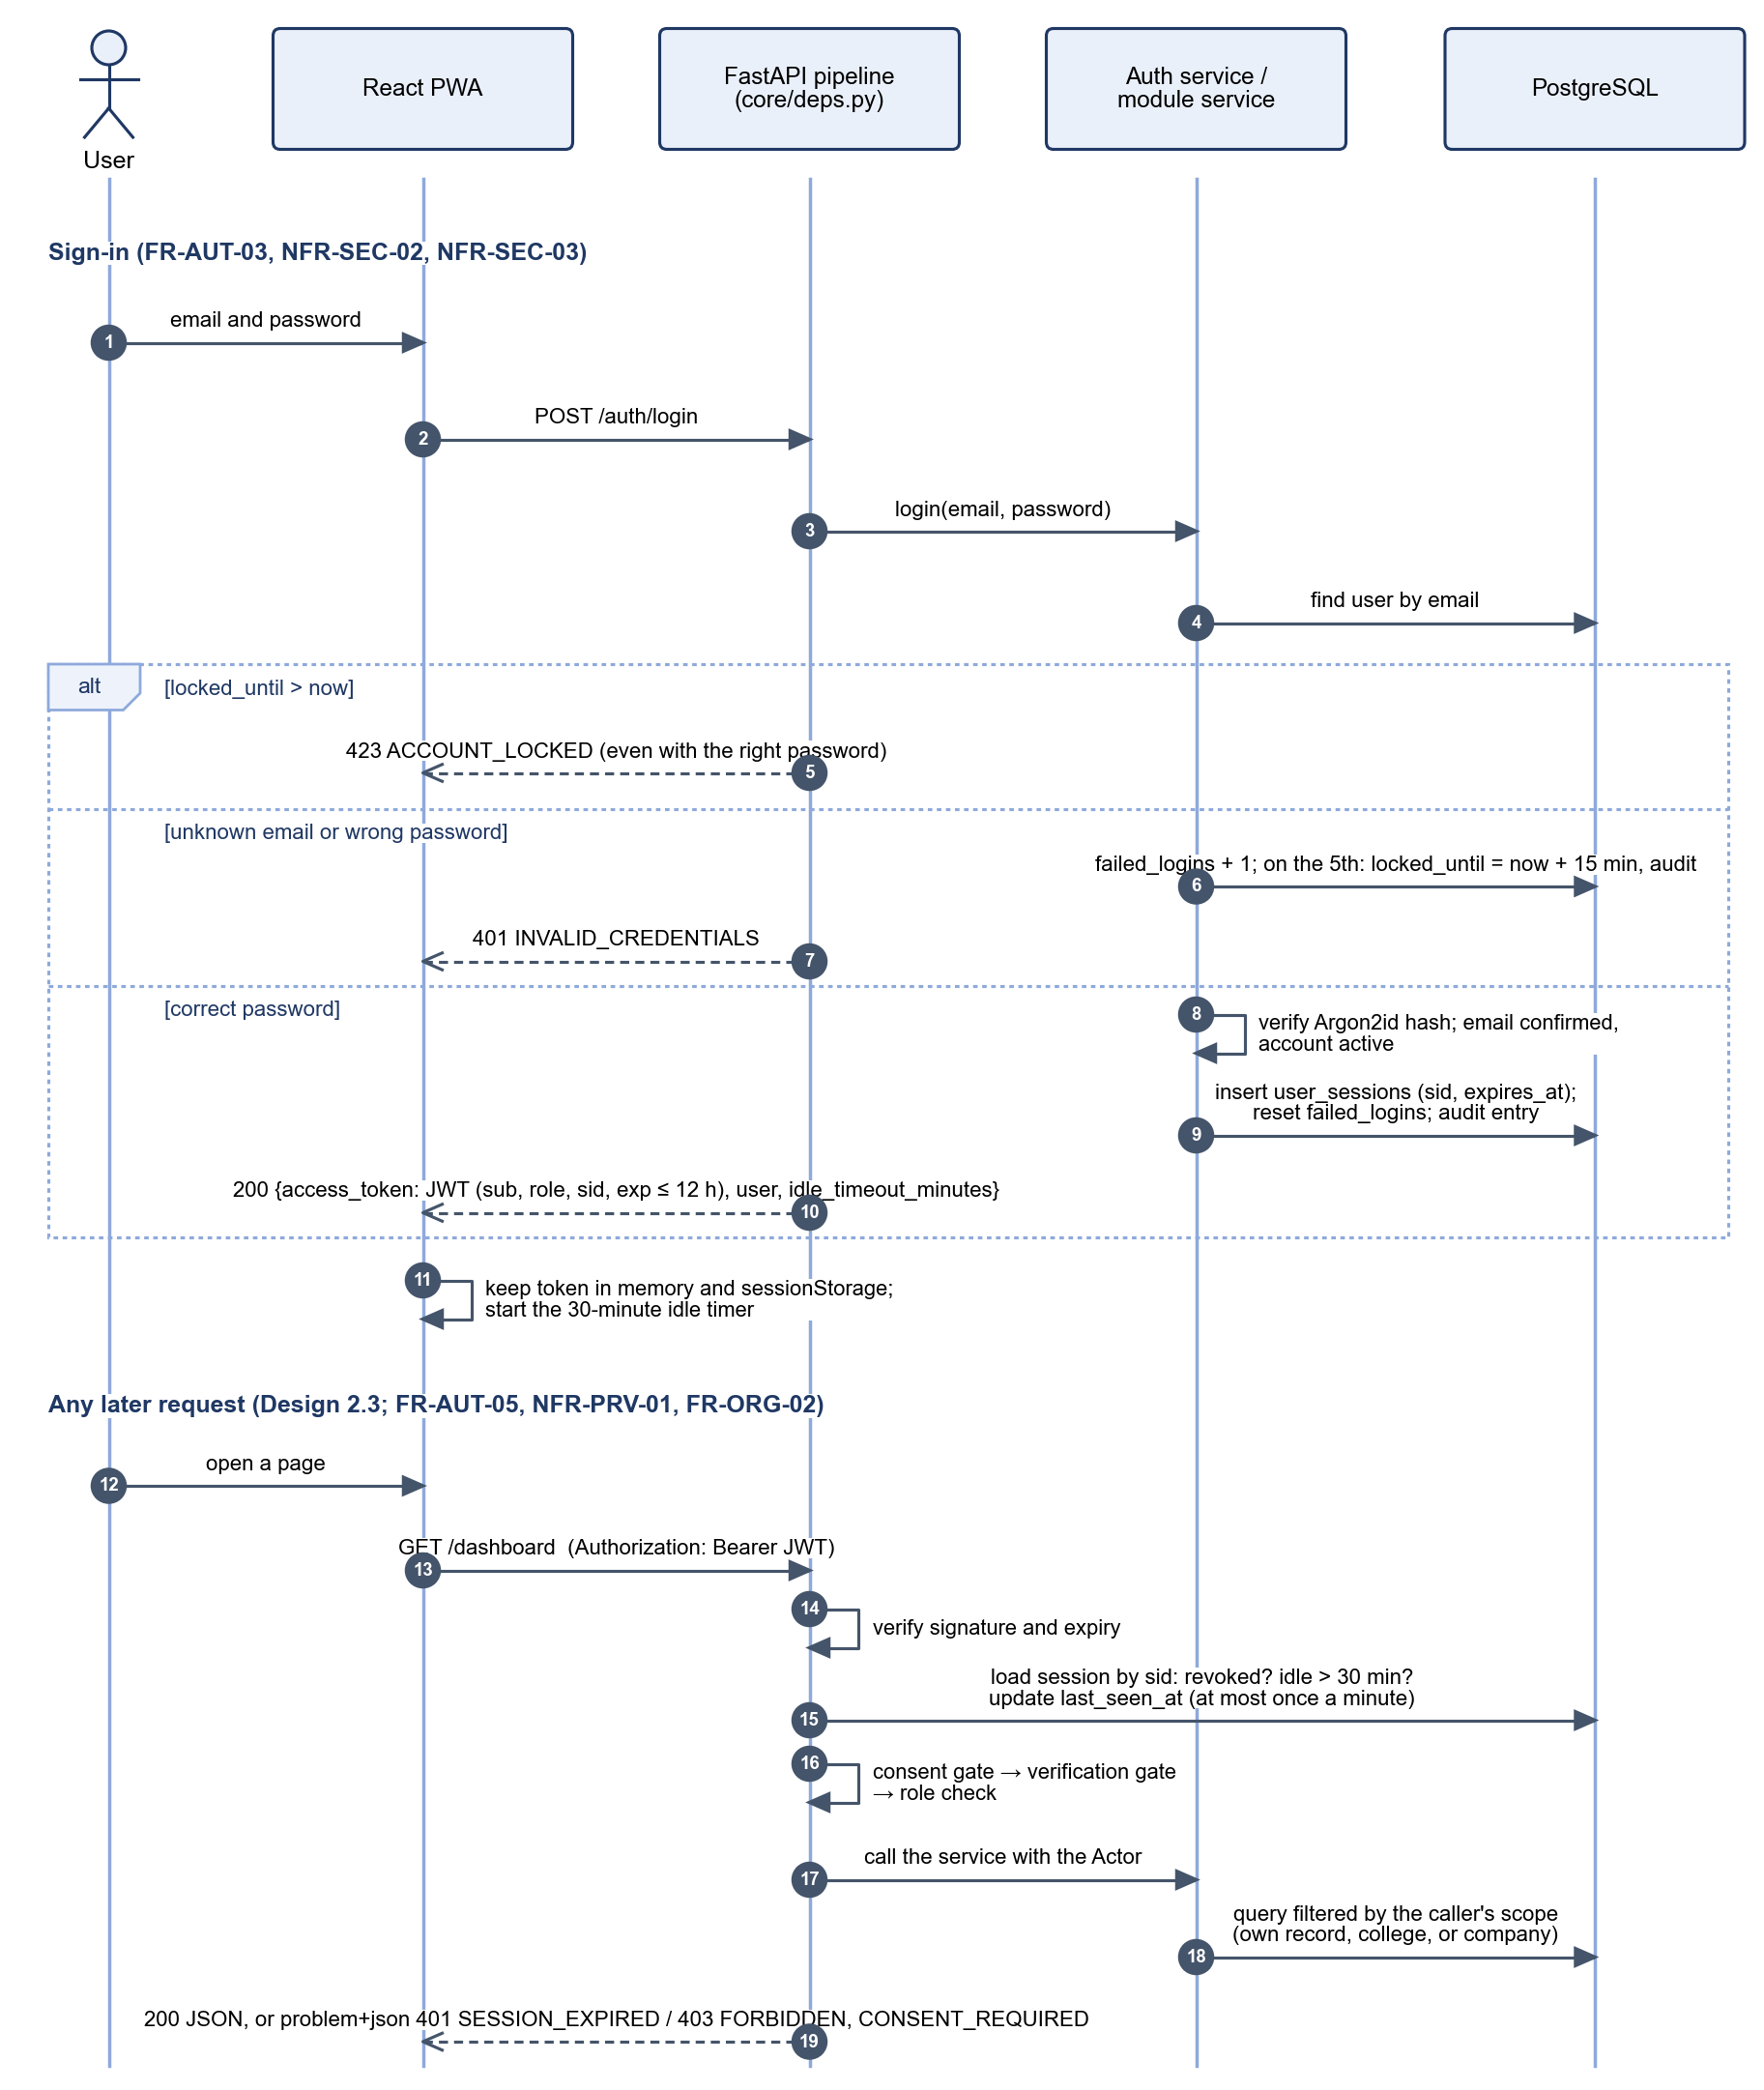 User
React PWA
FastAPI pipeline
(core/deps.py)
Auth service /
module service
PostgreSQL
Sign-in (FR-AUT-03, NFR-SEC-02, NFR-SEC-03)
email and password
1
POST /auth/login
2
login(email, password)
3
find user by email
4
alt
[locked_until > now]
423 ACCOUNT_LOCKED (even with the right password)
5
[unknown email or wrong password]
failed_logins + 1; on the 5th: locked_until = now + 15 min, audit
6
401 INVALID_CREDENTIALS
7
[correct password]
8
verify Argon2id hash; email confirmed,
account active
insert user_sessions (sid, expires_at);
reset failed_logins; audit entry
9
200 {access_token: JWT (sub, role, sid, exp ≤ 12 h), user, idle_timeout_minutes}
10
11
keep token in memory and sessionStorage;
start the 30-minute idle timer
Any later request (Design 2.3; FR-AUT-05, NFR-PRV-01, FR-ORG-02)
open a page
12
GET /dashboard (Authorization: Bearer JWT)
13
14
verify signature and expiry
load session by sid: revoked? idle > 30 min?
update last_seen_at (at most once a minute)
15
16
consent gate → verification gate
→ role check
call the service with the Actor
17
query filtered by the caller's scope
(own record, college, or company)
18
200 JSON, or problem+json 401 SESSION_EXPIRED / 403 FORBIDDEN, CONSENT_REQUIRED
19